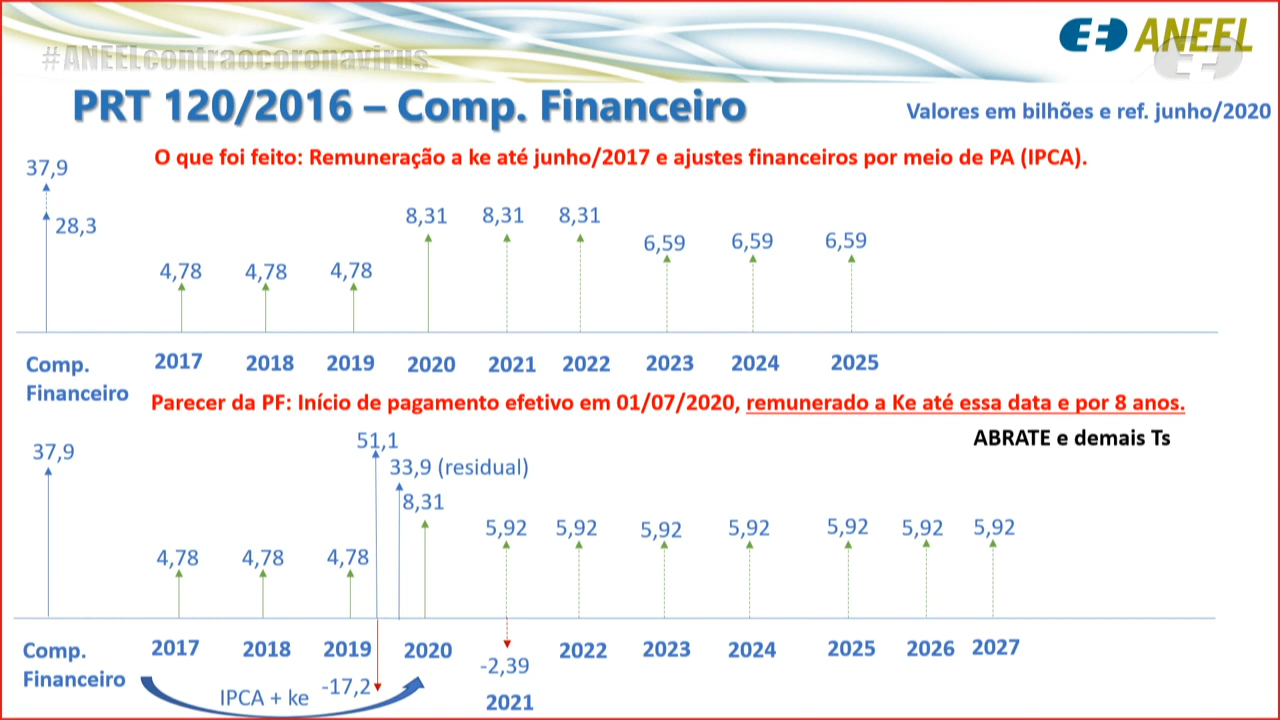 #ANEELcontraocoronavirus
ANEEL
PRT 120/2016 – Comp. Financeiro
Valores em bilhões e ref. junho/2020
O que foi feito: Remuneração a ke até junho/2017 e ajustes financeiros por meio de PA (IPCA).
37,9
28,3
4,78 4,78 4,78 8,31 8,31 8,31 6,59 6,59 6,59
Comp. Financeiro
2017 2018 2019 2020 2021 2022 2023 2024 2025
Parecer da PF: Início de pagamento efetivo em 01/07/2020, remunerado a Ke até essa data e por 8 anos.
ABRATE e demais Ts
37,9
51,1
33,9 (residual)
8,31
4,78 4,78 4,78 5,92 5,92 5,92 5,92 5,92 5,92 5,92
Comp. Financeiro
2017 2018 2019 2020 2022 2023 2024 2025 2026 2027
-2,39
2021
-17,2
IPCA + ke